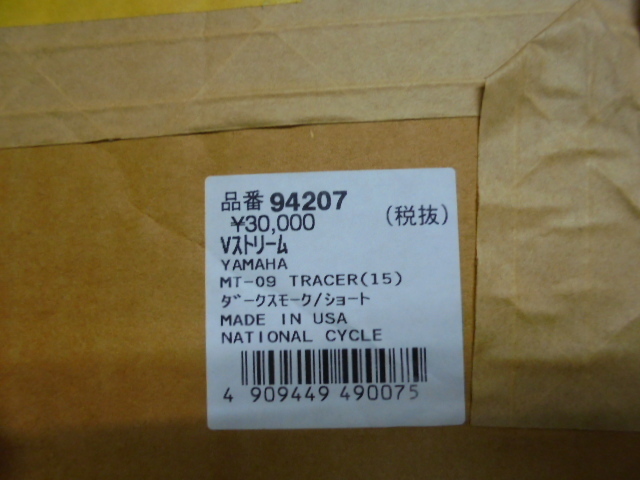 品番 94207
¥30,000 (税抜)
Vストリーム
YAMAHA
MT-09 TRACER(15)
ﾀﾞｰｸｽﾓｰｸ/ｼｮｰﾄ
MADE IN USA
NATIONAL CYCLE
4 909449 490075